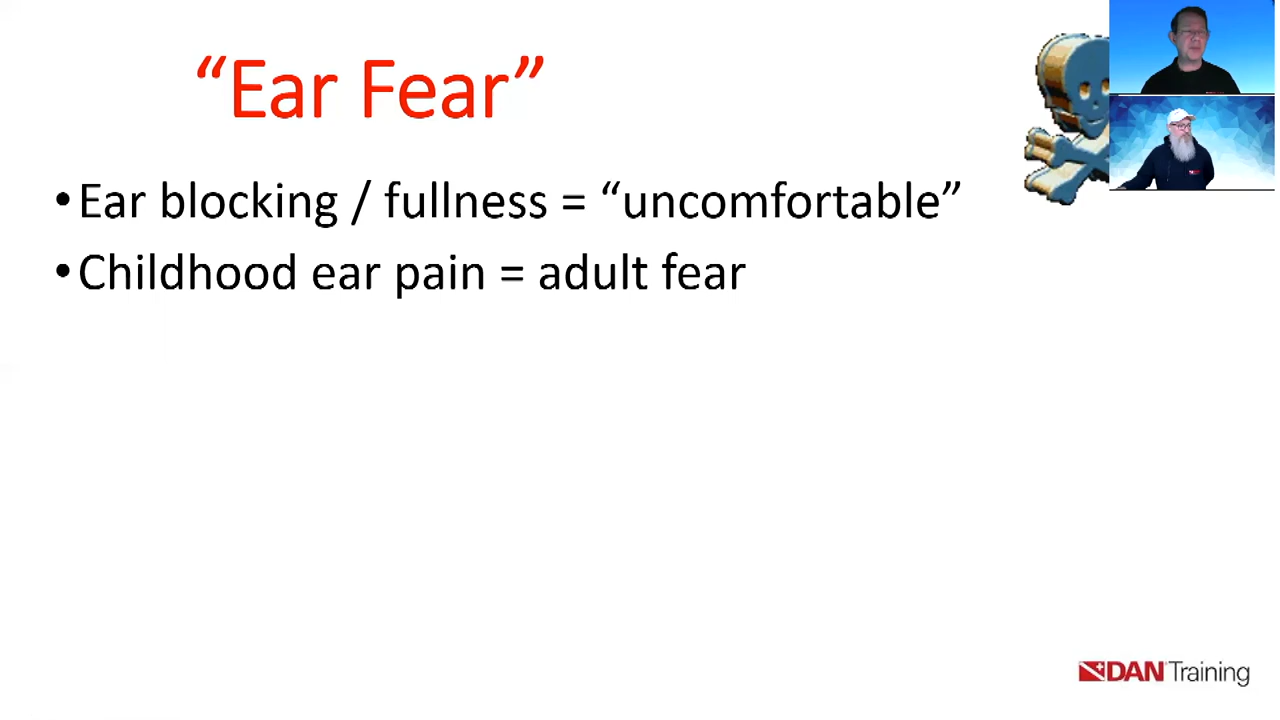 “Ear Fear”
•Ear blocking / fullness = “uncomfortable”
•Childhood ear pain = adult fear
DAN Training